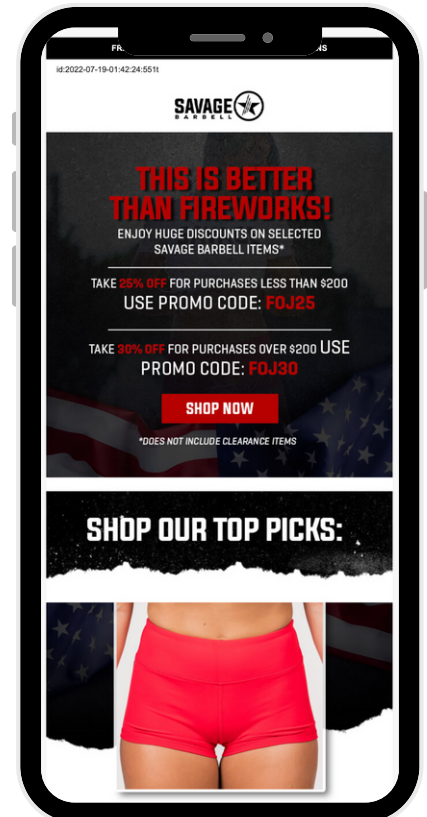 FR
NS
id:2022-07-19-01:42:24:551t
SAVAGE
BARBELL
THIS IS BETTER
THAN FIREWORKS!
ENJOY HUGE DISCOUNTS ON SELECTED
SAVAGE BARBELL ITEMS*
TAKE 25% OFF FOR PURCHASES LESS THAN $200
USE PROMO CODE: FOJ25
TAKE 30% OFF FOR PURCHASES OVER $200 USE
PROMO CODE: FOJ30
SHOP NOW
*DOES NOT INCLUDE CLEARANCE ITEMS
SHOP OUR TOP PICKS: